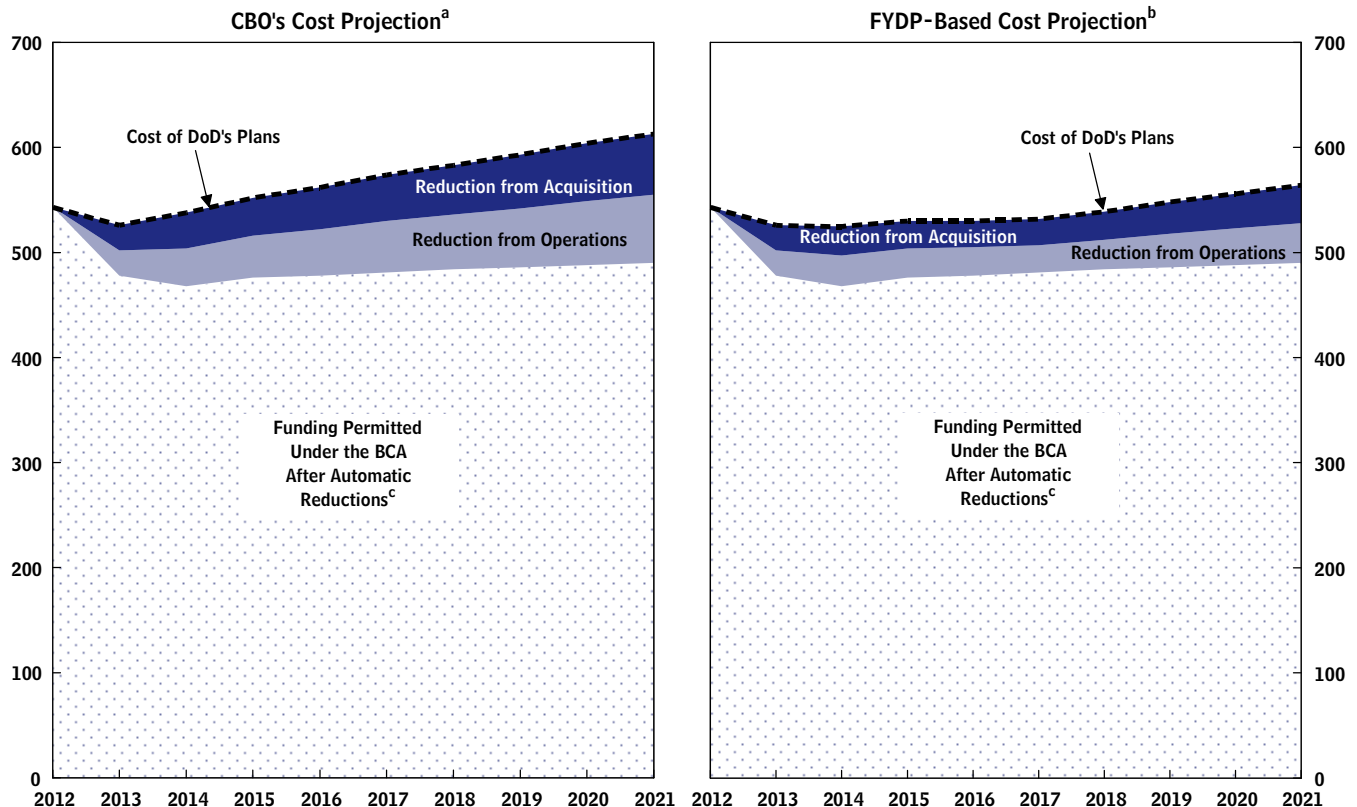 CBO's Cost Projectionᵃ
700
600
500
400
300
200
100
0
Cost of DoD's Plans
Reduction from Acquisition
Reduction from Operations
Funding Permitted
Under the BCA
After Automatic
Reductionsᶜ
2012 2013 2014 2015 2016 2017 2018 2019 2020 2021
FYDP-Based Cost Projectionᵇ
Cost of DoD's Plans
Reduction from Acquisition
Reduction from Operations
Funding Permitted
Under the BCA
After Automatic
Reductionsᶜ
700
600
500
400
300
200
100
0
2012 2013 2014 2015 2016 2017 2018 2019 2020 2021